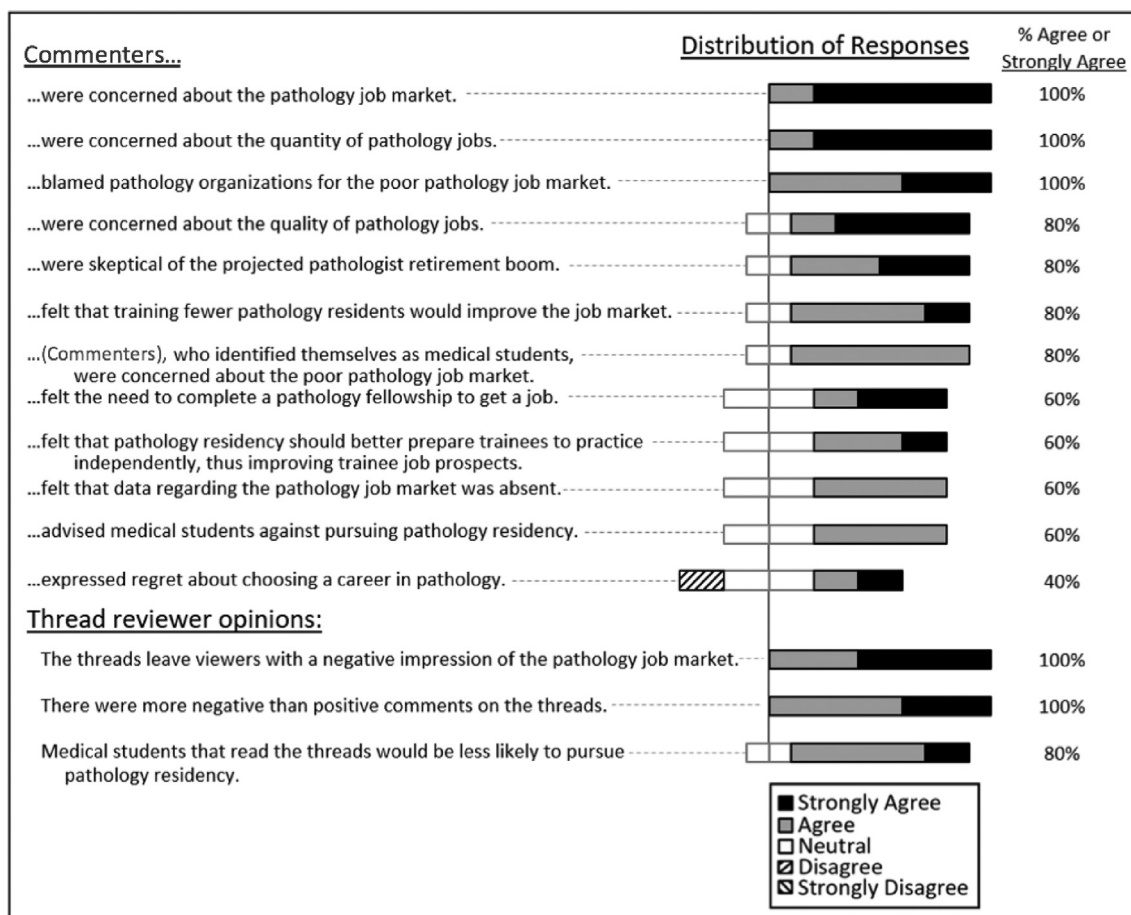 Commenters...
Distribution of Responses
% Agree or
Strongly Agree
...were concerned about the pathology job market.
100%
...were concerned about the quantity of pathology jobs.
100%
...blamed pathology organizations for the poor pathology job market.
100%
...were concerned about the quality of pathology jobs.
80%
...were skeptical of the projected pathologist retirement boom.
80%
...felt that training fewer pathology residents would improve the job market.
80%
...(Commenters), who identified themselves as medical students,
were concerned about the poor pathology job market.
80%
...felt the need to complete a pathology fellowship to get a job.
60%
...felt that pathology residency should better prepare trainees to practice
independently, thus improving trainee job prospects.
60%
...felt that data regarding the pathology job market was absent.
60%
...advised medical students against pursuing pathology residency.
60%
...expressed regret about choosing a career in pathology.
40%
Thread reviewer opinions:
The threads leave viewers with a negative impression of the pathology job market.
100%
There were more negative than positive comments on the threads.
100%
Medical students that read the threads would be less likely to pursue
pathology residency.
80%
Strongly Agree
Agree
Neutral
Disagree
Strongly Disagree